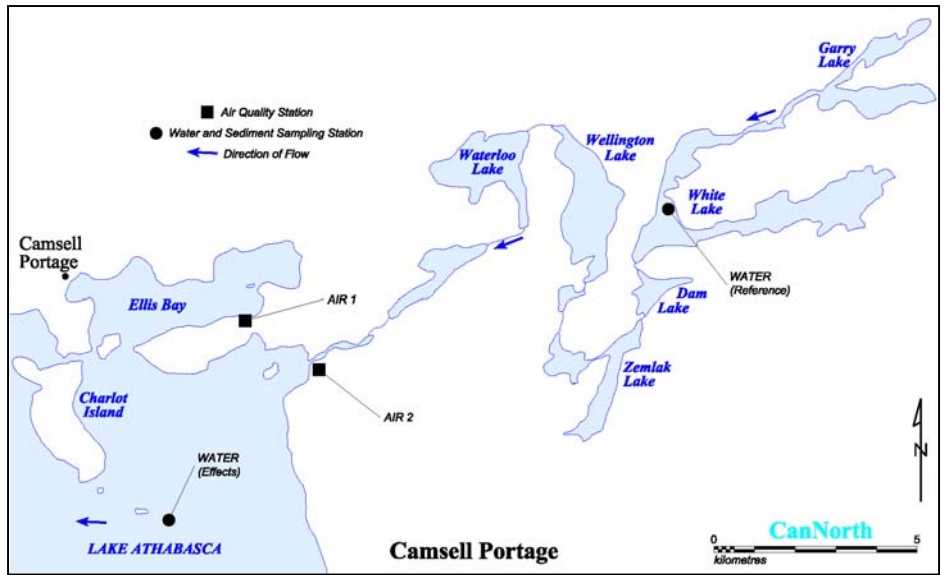 Garry
Lake
Air Quality Station
Water and Sediment Sampling Station
Direction of Flow
Waterloo
Lake
Wellington
Lake
White
Lake
Camsell
Portage
WATER
(Reference)
Ellis Bay
AIR 1
Dam
Lake
Zemlak
Lake
Charlot
Island
AIR 2
WATER
(Effects)
N
LAKE ATHABASCA
Camsell Portage
CanNorth
0 5
kilometres